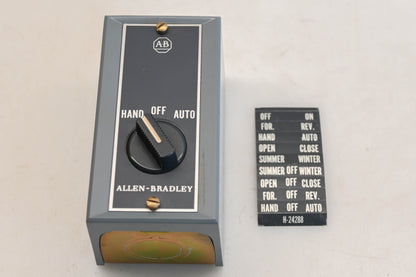 AB
HAND OFF AUTO
ALLEN-BRADLEY
OFF ON
FOR. REV.
HAND AUTO
OPEN CLOSE
SUMMER WINTER
SUMMER OFF WINTER
OPEN OFF CLOSE
FOR. OFF REV.
HAND OFF AUTO
N-24288